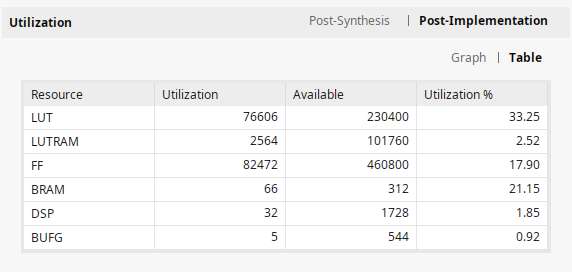 Utilization Post-Synthesis | Post-Implementation
Graph | Table
Resource Utilization Available Utilization %
LUT 76606 230400 33.25
LUTRAM 2564 101760 2.52
FF 82472 460800 17.90
BRAM 66 312 21.15
DSP 32 1728 1.85
BUFG 5 544 0.92